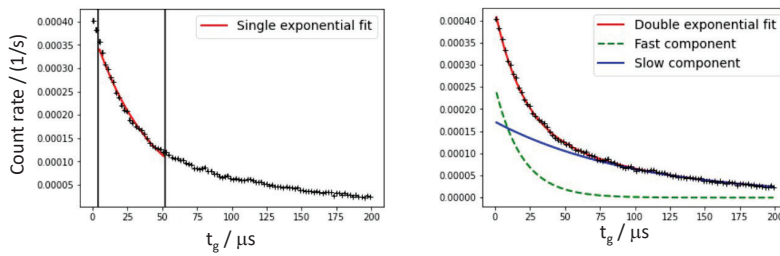 Count rate / (1/s)
0.00040
0.00035
0.00030
0.00025
0.00020
0.00015
0.00010
0.00005
0 25 50 75 100 125 150 175 200
tg / μs
Single exponential fit
0.00040
0.00035
0.00030
0.00025
0.00020
0.00015
0.00010
0.00005
0.00000
0 25 50 75 100 125 150 175 200
tg / μs
Double exponential fit
Fast component
Slow component